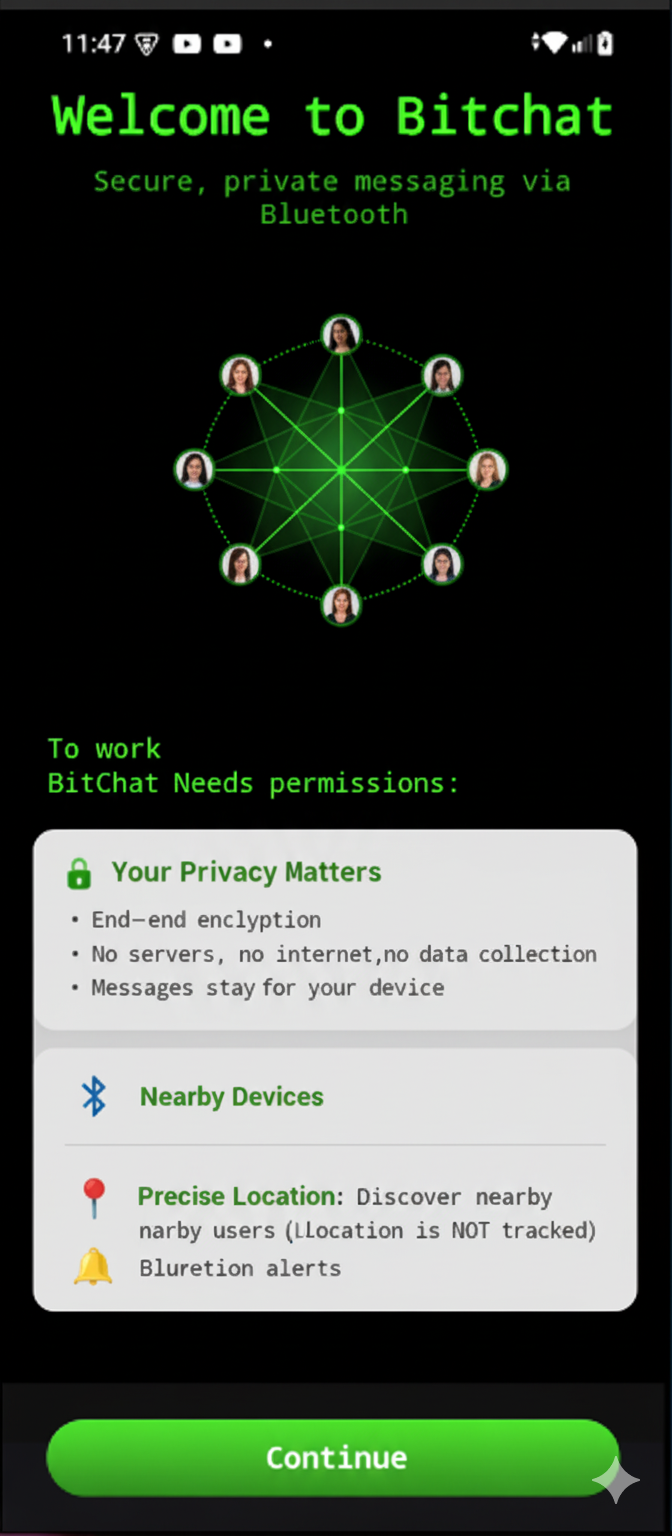 11:47
Welcome to Bitchat
Secure, private messaging via
Bluetooth
To work
BitChat Needs permissions:
Your Privacy Matters
• End–end enclyption
• No servers, no internet,no data collection
• Messages stay for your device
Nearby Devices
Precise Location: Discover nearby
narby users (LLocation is NOT tracked)
Bluretion alerts
Continue